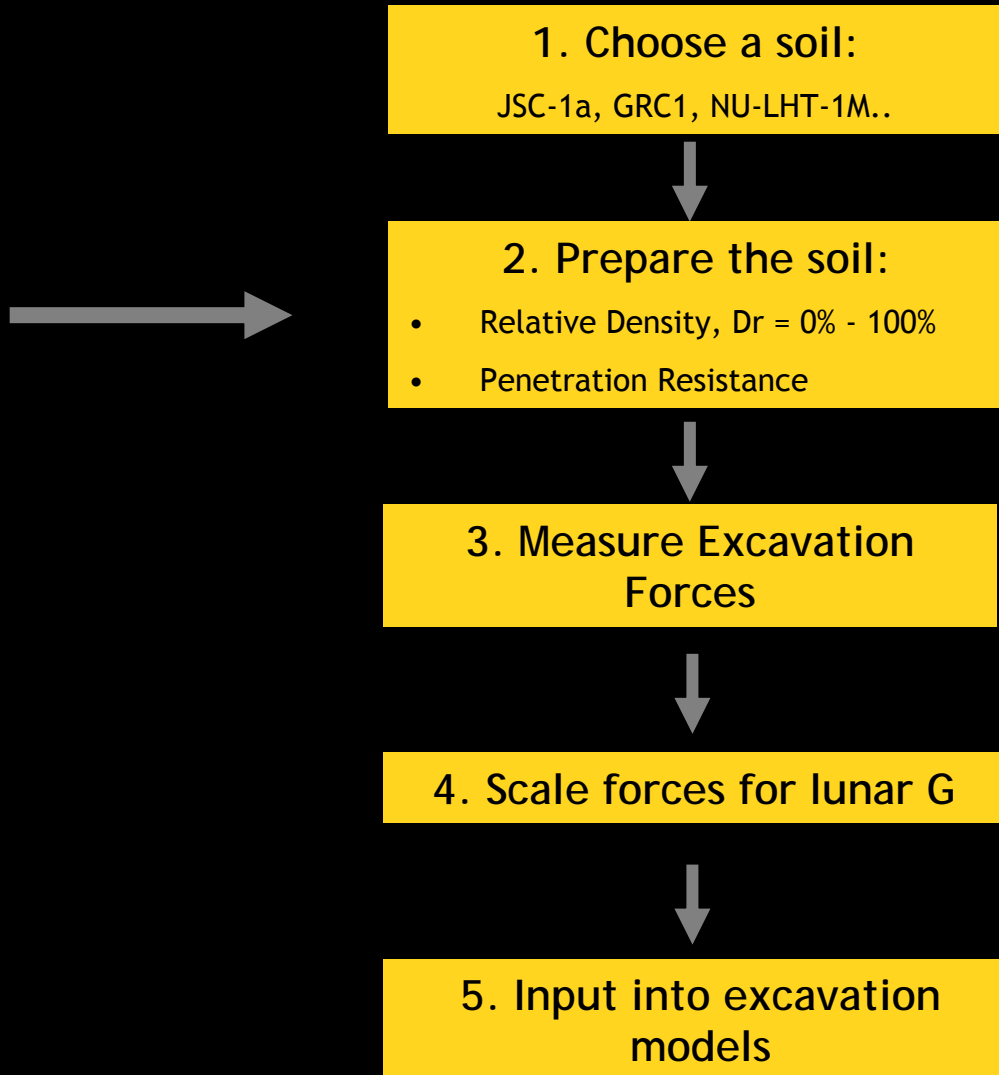 1. Choose a soil:
JSC-1a, GRC1, NU-LHT-1M..
2. Prepare the soil:
• Relative Density, Dr = 0% - 100%
• Penetration Resistance
3. Measure Excavation
Forces
4. Scale forces for lunar G
5. Input into excavation
models